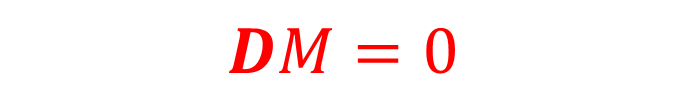 𝑫𝑀 = 0